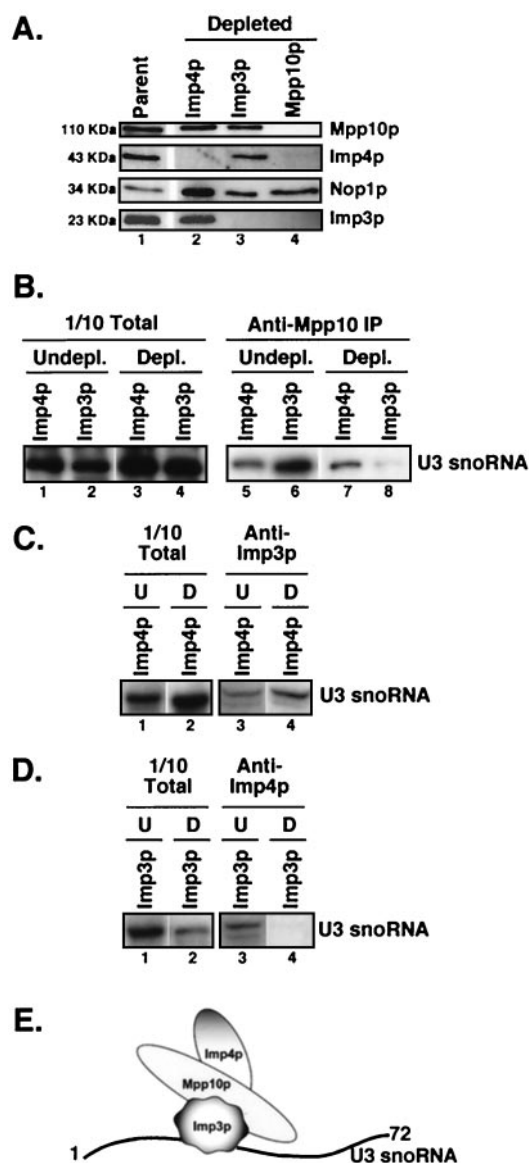 A.
Depleted
Parent
Imp4p
Imp3p
Mpp10p
110 KDa
Mpp10p
43 KDa
Imp4p
34 KDa
Nop1p
23 KDa
Imp3p
1 2 3 4
B.
1/10 Total
Anti-Mpp10 IP
Undepl. Depl. Undepl. Depl.
Imp4p Imp3p Imp4p Imp3p Imp4p Imp3p Imp4p Imp3p
U3 snoRNA
1 2 3 4 5 6 7 8
C.
1/10 Total
Anti-Imp3p
U D U D
Imp4p Imp4p Imp4p Imp4p
U3 snoRNA
1 2 3 4
D.
1/10 Total
Anti-Imp4p
U D U D
Imp3p Imp3p Imp3p Imp3p
U3 snoRNA
1 2 3 4
E.
Imp4p
Mpp10p
Imp3p
1
72
U3 snoRNA